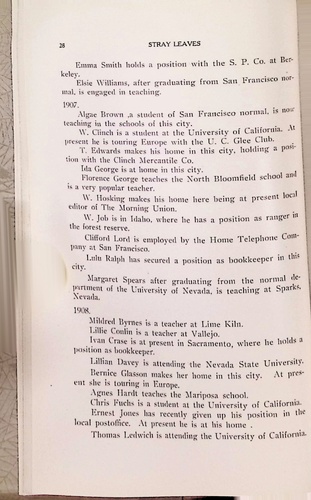 28 STRAY LEAVES
Emma Smith holds a position with the S. P. Co. at Ber-
keley.
Elsie Williams, after graduating from San Francisco nor-
mal, is engaged in teaching.
1907.
Algae Brown ,a student of San Francisco normal, is now
teaching in the schools of this city.
W. Clinch is a student at the University of California. At
present he is touring Europe with the U. C. Glee Club.
T. Edwards makes his home in this city, holding a posi-
tion with the Clinch Mercantile Co.
Ida George is at home in this city.
Florence George teaches the North Bloomfield school and
is a very popular teacher.
W. Hosking makes his home here being at present local
editor of The Morning Union.
W. Job is in Idaho, where he has a position as ranger in
the forest reserve.
Clifford Lord is employed by the Home Telephone Com-
pany at San Francisco.
Lulu Ralph has secured a position as bookkeeper in this
city.
Margaret Spears after graduating from the normal de-
partment of the University of Nevada, is teaching at Sparks,
Nevada.
1908.
Mildred Byrnes is a teacher at Lime Kiln.
Lillie Conlin is a teacher at Vallejo.
Ivan Crase is at present in Sacramento, where he holds a
position as bookkeeper.
Lillian Davey is attending the Nevada State University.
Bernice Glasson makes her home in this city. At pres-
ent she is touring in Europe.
Agnes Hardt teaches the Mariposa school.
Chris Fuchs is a student at the University of California.
Ernest Jones has recently given up his position in the
local postoffice. At present he is at his home .
Thomas Ledwich is attending the University of California.